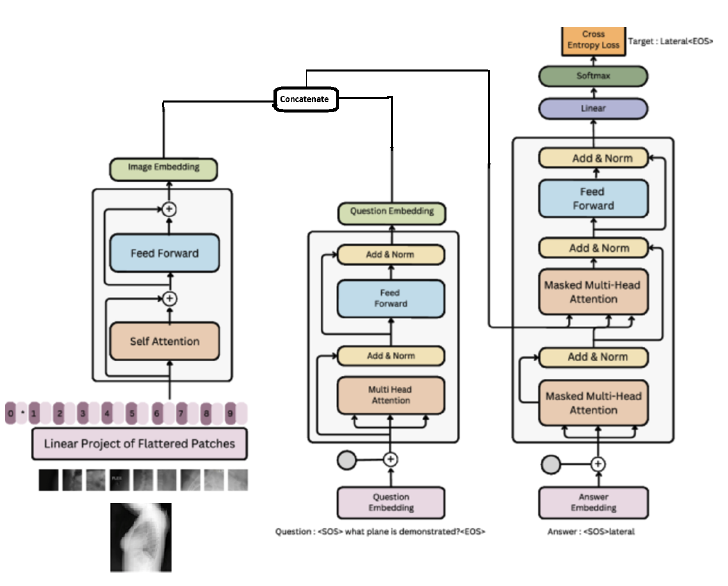 Cross
Entropy Loss
Target : Lateral<EOS>
Softmax
Linear
Concatenate
Image Embedding
+
Feed Forward
+
Self Attention
0 * 1 2 3 4 5 6 7 8 9
Linear Project of Flattered Patches
Question Embedding
Add & Norm
Feed
Forward
Add & Norm
Multi Head
Attention
+
Question
Embedding
Question : <SOS> what plane is demonstrated?<EOS>
Add & Norm
Feed
Forward
Add & Norm
Masked Multi-Head
Attention
Add & Norm
Masked Multi-Head
Attention
+
Answer
Embedding
Answer : <SOS>lateral